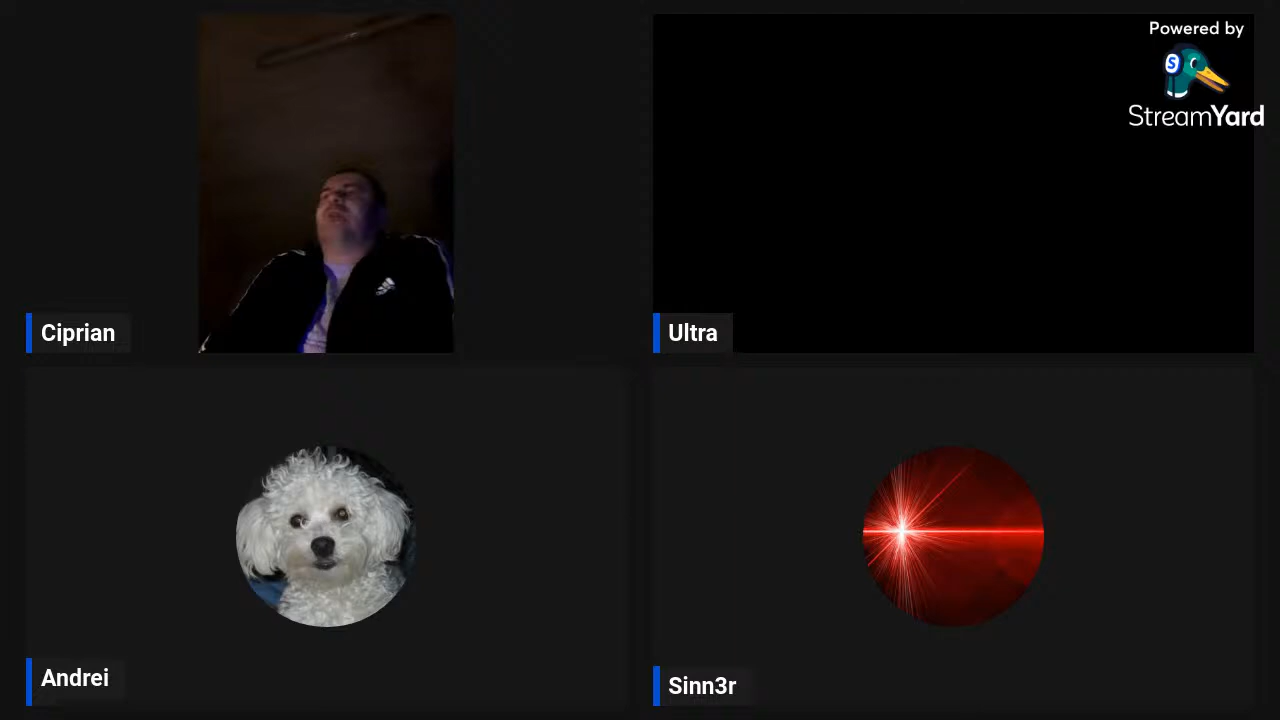 Powered by
S
StreamYard
Ciprian
Ultra
Andrei
Sinn3r